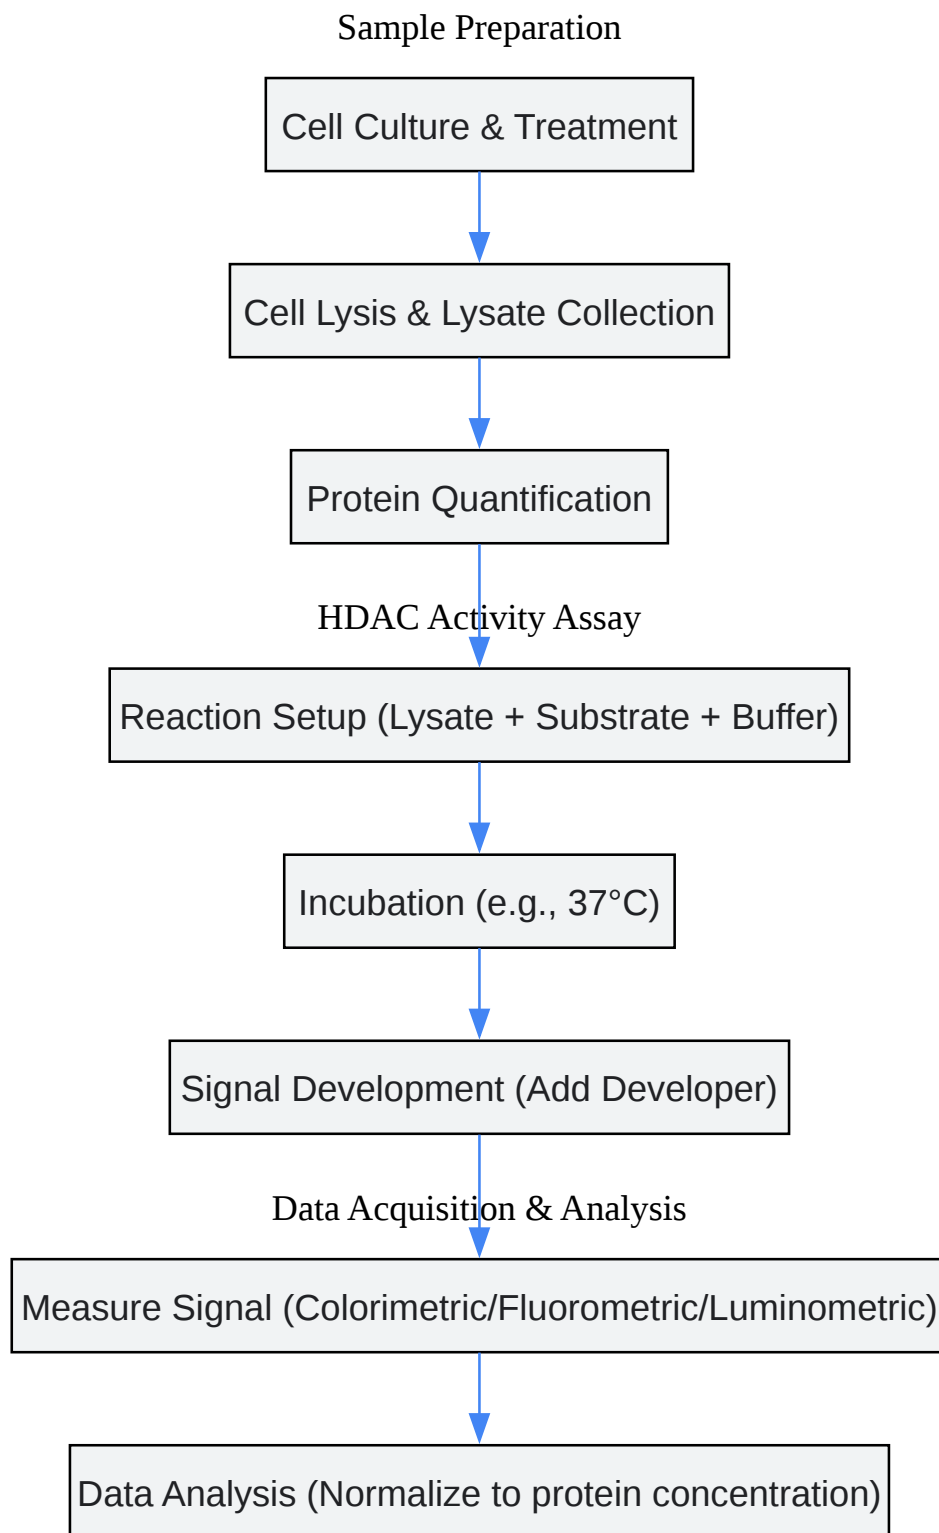 Sample Preparation
Cell Culture & Treatment
Cell Lysis & Lysate Collection
Protein Quantification
HDAC Activity Assay
Reaction Setup (Lysate + Substrate + Buffer)
Incubation (e.g., 37°C)
Signal Development (Add Developer)
Data Acquisition & Analysis
Measure Signal (Colorimetric/Fluorometric/Luminometric)
Data Analysis (Normalize to protein concentration)